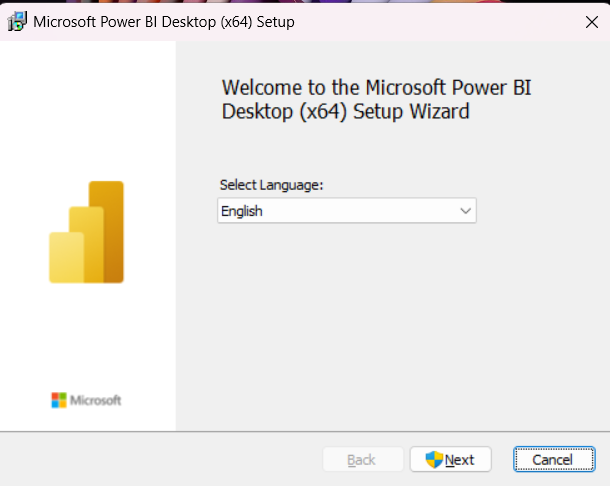 Microsoft Power BI Desktop (x64) Setup
Welcome to the Microsoft Power BI
Desktop (x64) Setup Wizard
Select Language:
English
Microsoft
Back
Next
Cancel